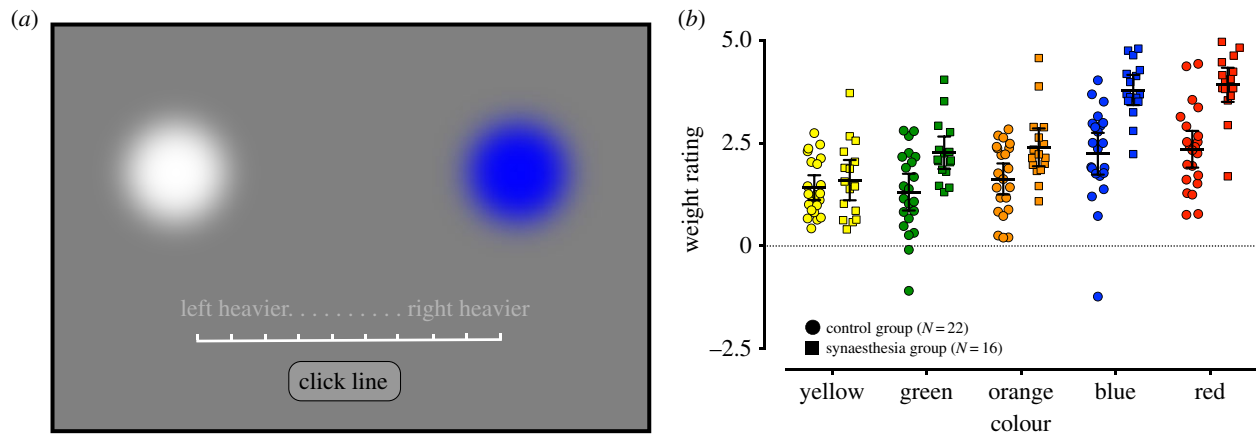 (a)
left heavier. . . . . . . . . . right heavier
click line
(b)
5.0
2.5
0
−2.5
weight rating
control group (N = 22)
synaesthesia group (N = 16)
yellow green orange blue red
colour